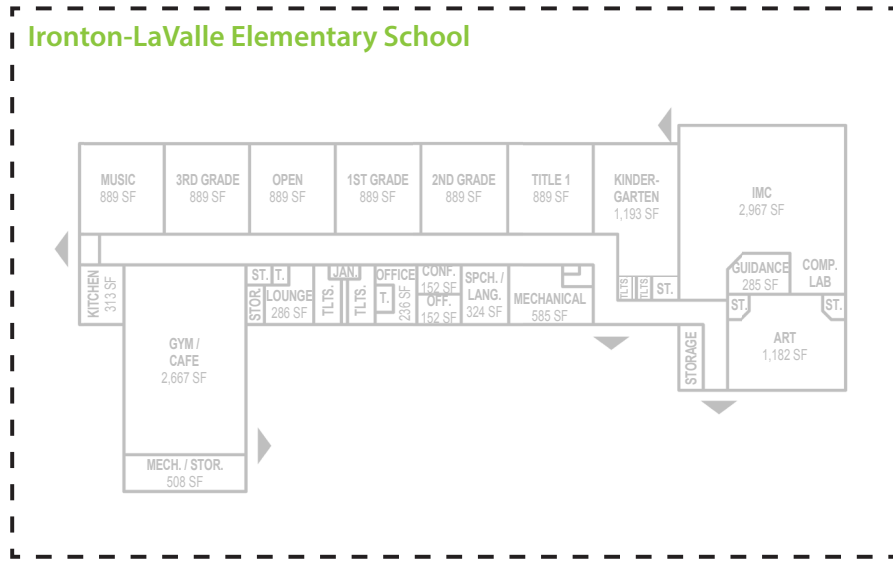 Ironton-LaValle Elementary School
MUSIC
889 SF
3RD GRADE
889 SF
OPEN
889 SF
1ST GRADE
889 SF
2ND GRADE
889 SF
TITLE 1
889 SF
KINDER-
GARTEN
1,193 SF
IMC
2,967 SF
KITCHEN
313 SF
ST.
T.
STOR.
LOUNGE
286 SF
TLTS.
JAN.
TLTS.
OFFICE
236 SF
T.
CONF.
152 SF
OFF.
152 SF
SPCH. /
LANG.
324 SF
MECHANICAL
585 SF
TLTS
TLTS
ST.
GUIDANCE
285 SF
COMP.
LAB
ST.
ST.
ART
1,182 SF
STORAGE
GYM /
CAFE
2,667 SF
MECH. / STOR.
508 SF